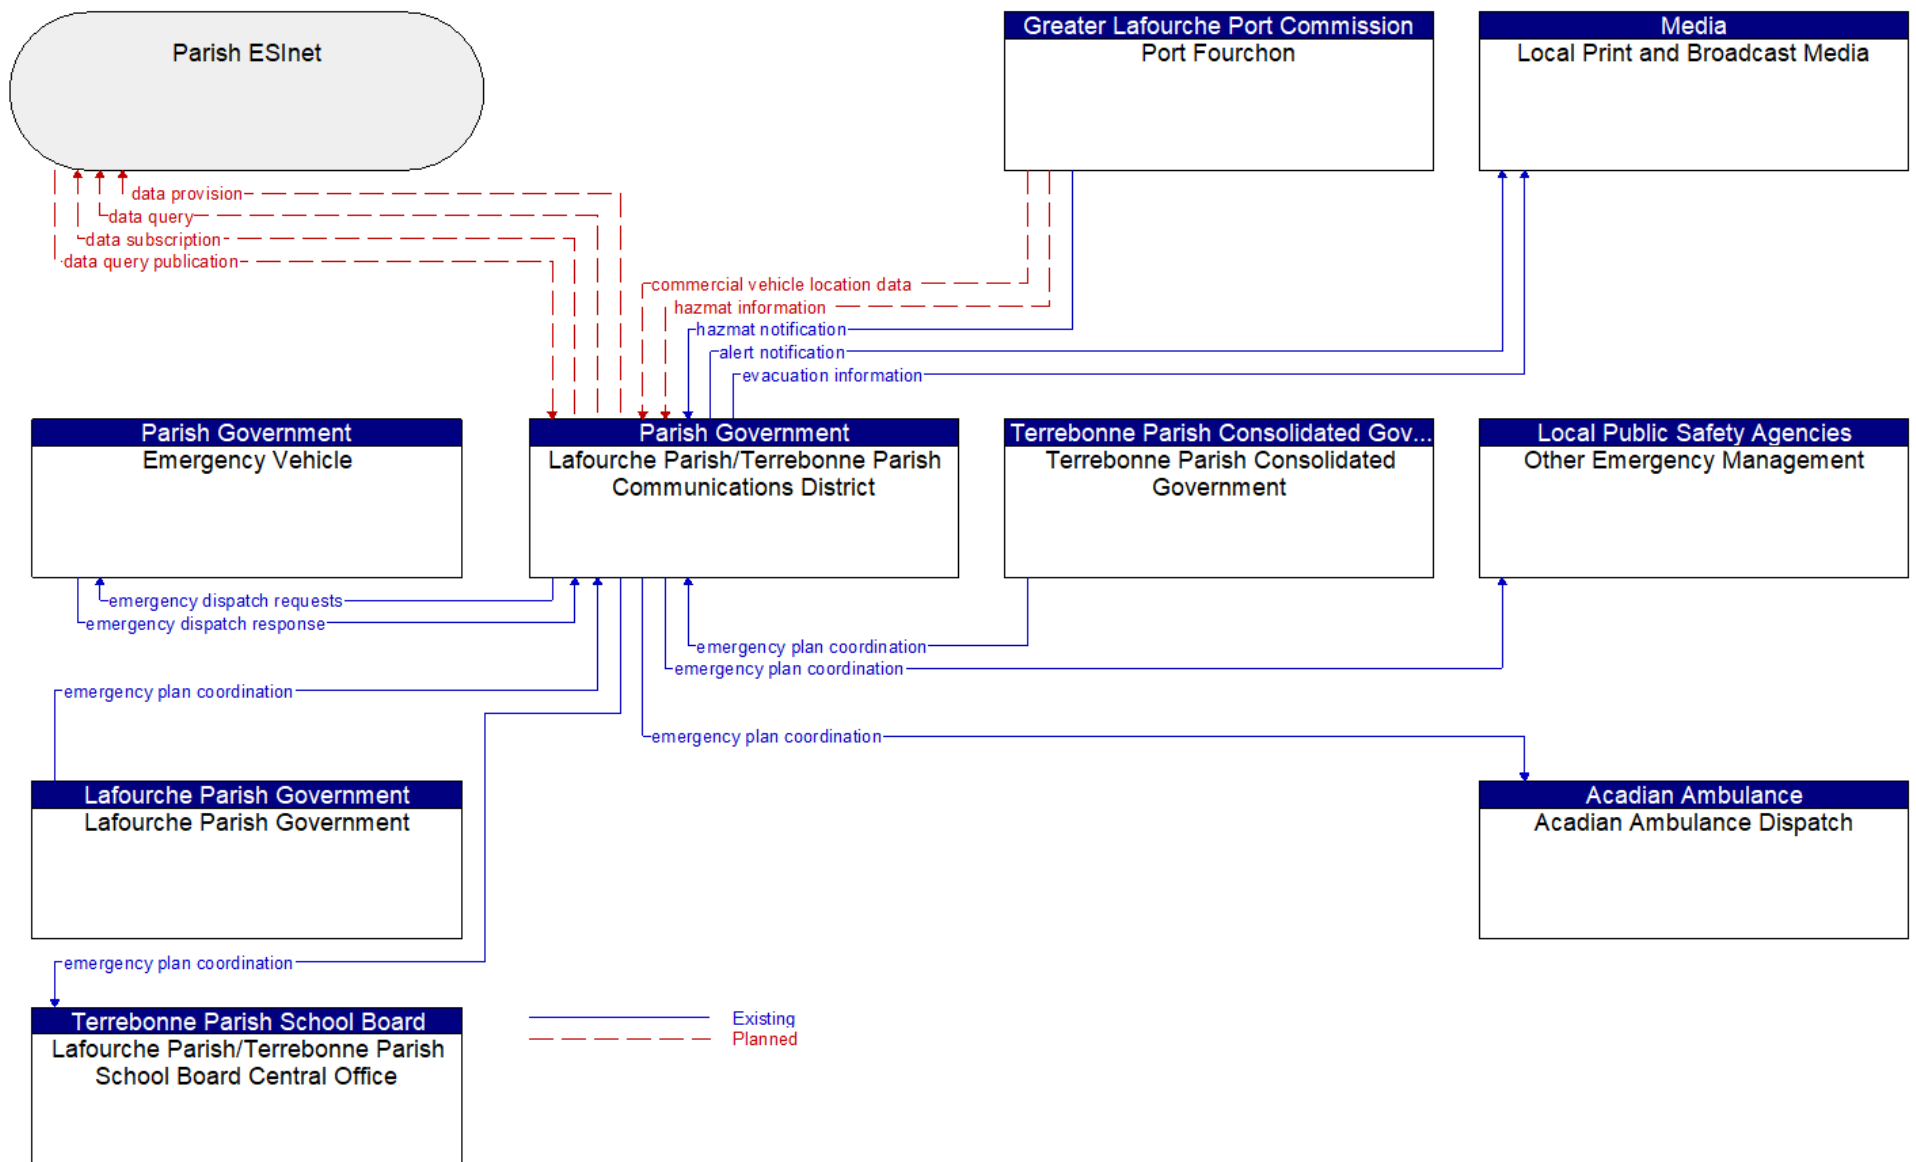 Parish ESInet
Greater Lafourche Port Commission
Port Fourchon
Media
Local Print and Broadcast Media
data provision
data query
data subscription
data query publication
commercial vehicle location data
hazmat information
hazmat notification
alert notification
evacuation information
Parish Government
Emergency Vehicle
Parish Government
Lafourche Parish/Terrebonne Parish
Communications District
Terrebonne Parish Consolidated Gov...
Terrebonne Parish Consolidated
Government
Local Public Safety Agencies
Other Emergency Management
emergency dispatch requests
emergency dispatch response
emergency plan coordination
emergency plan coordination
emergency plan coordination
emergency plan coordination
Lafourche Parish Government
Lafourche Parish Government
Acadian Ambulance
Acadian Ambulance Dispatch
emergency plan coordination
Terrebonne Parish School Board
Lafourche Parish/Terrebonne Parish
School Board Central Office
Existing
Planned